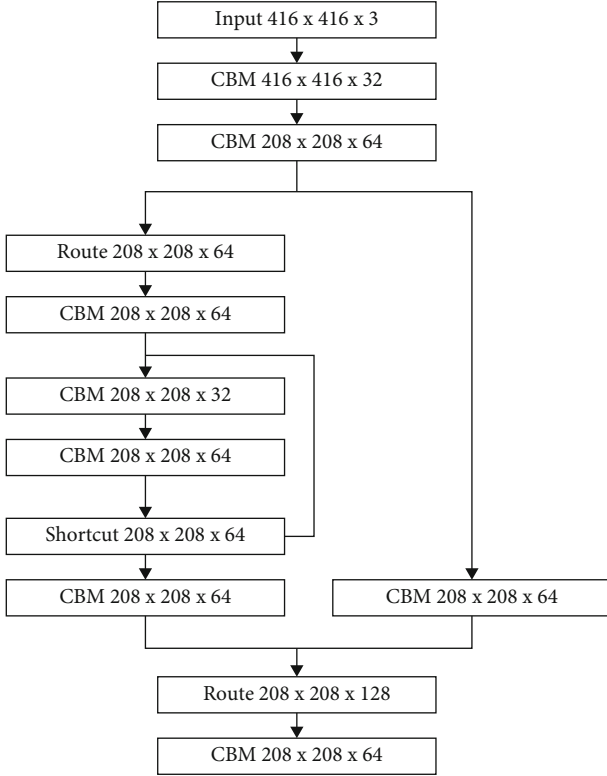 Input 416 x 416 x 3
CBM 416 x 416 x 32
CBM 208 x 208 x 64
Route 208 x 208 x 64
CBM 208 x 208 x 64
CBM 208 x 208 x 32
CBM 208 x 208 x 64
Shortcut 208 x 208 x 64
CBM 208 x 208 x 64
CBM 208 x 208 x 64
Route 208 x 208 x 128
CBM 208 x 208 x 64